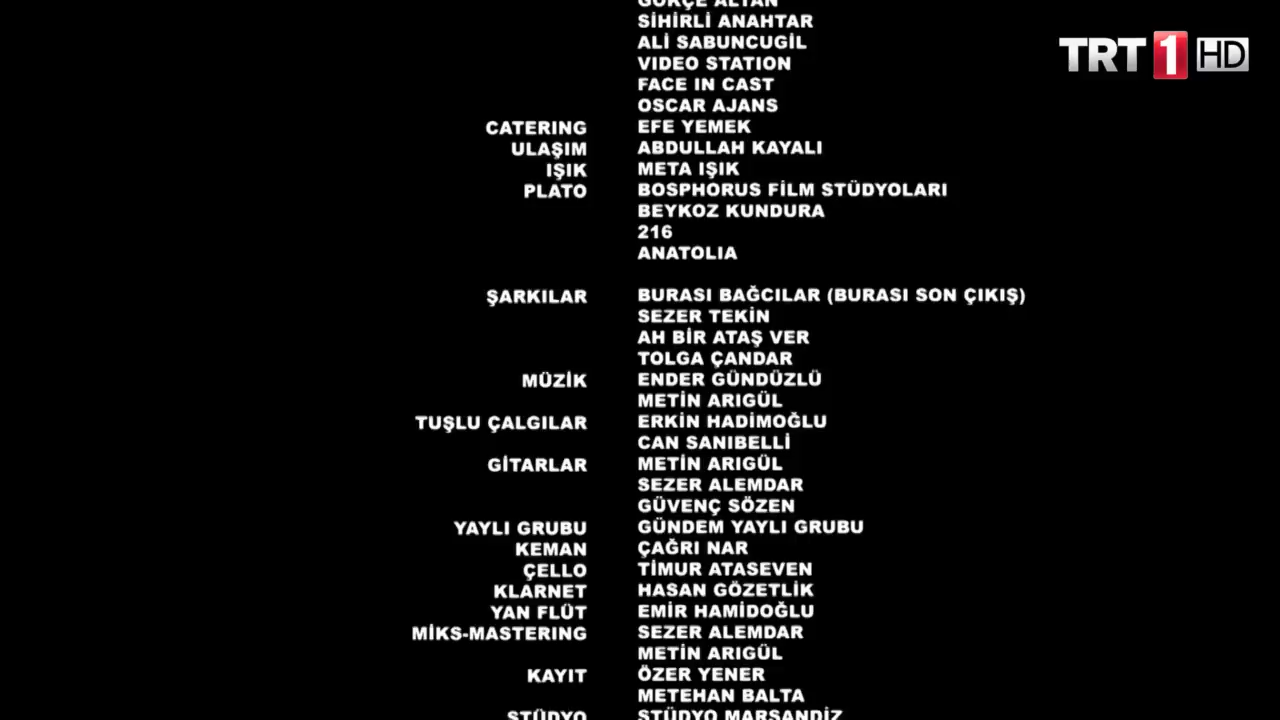 GÖKÇE ALTAN
SİHİRLİ ANAHTAR
TRT 1 HD
ALİ SABUNCUGİL
VIDEO STATION
FACE IN CAST
OSCAR AJANS
CATERING EFE YEMEK
ULAŞIM ABDULLAH KAYALI
IŞIK META IŞIK
PLATO BOSPHORUS FİLM STÜDYOLARI
BEYKOZ KUNDURA
216
ANATOLIA
ŞARKILAR BURASI BAĞCILAR (BURASI SON ÇIKIŞ)
SEZER TEKİN
AH BİR ATAŞ VER
TOLGA ÇANDAR
MÜZİK ENDER GÜNDÜZLÜ
METİN ARIGÜL
TUŞLU ÇALGILAR ERKİN HADİMOĞLU
CAN SANIBELLİ
GİTARLAR METİN ARIGÜL
SEZER ALEMDAR
GÜVENÇ SÖZEN
YAYLI GRUBU GÜNDEM YAYLI GRUBU
KEMAN ÇAĞRI NAR
ÇELLO TİMUR ATASEVEN
KLARNET HASAN GÖZETLİK
YAN FLÜT EMİR HAMİDOĞLU
MİKS-MASTERING SEZER ALEMDAR
METİN ARIGÜL
KAYIT ÖZER YENER
METEHAN BALTA
STÜDYO STÜDYO MARŞANDİZ